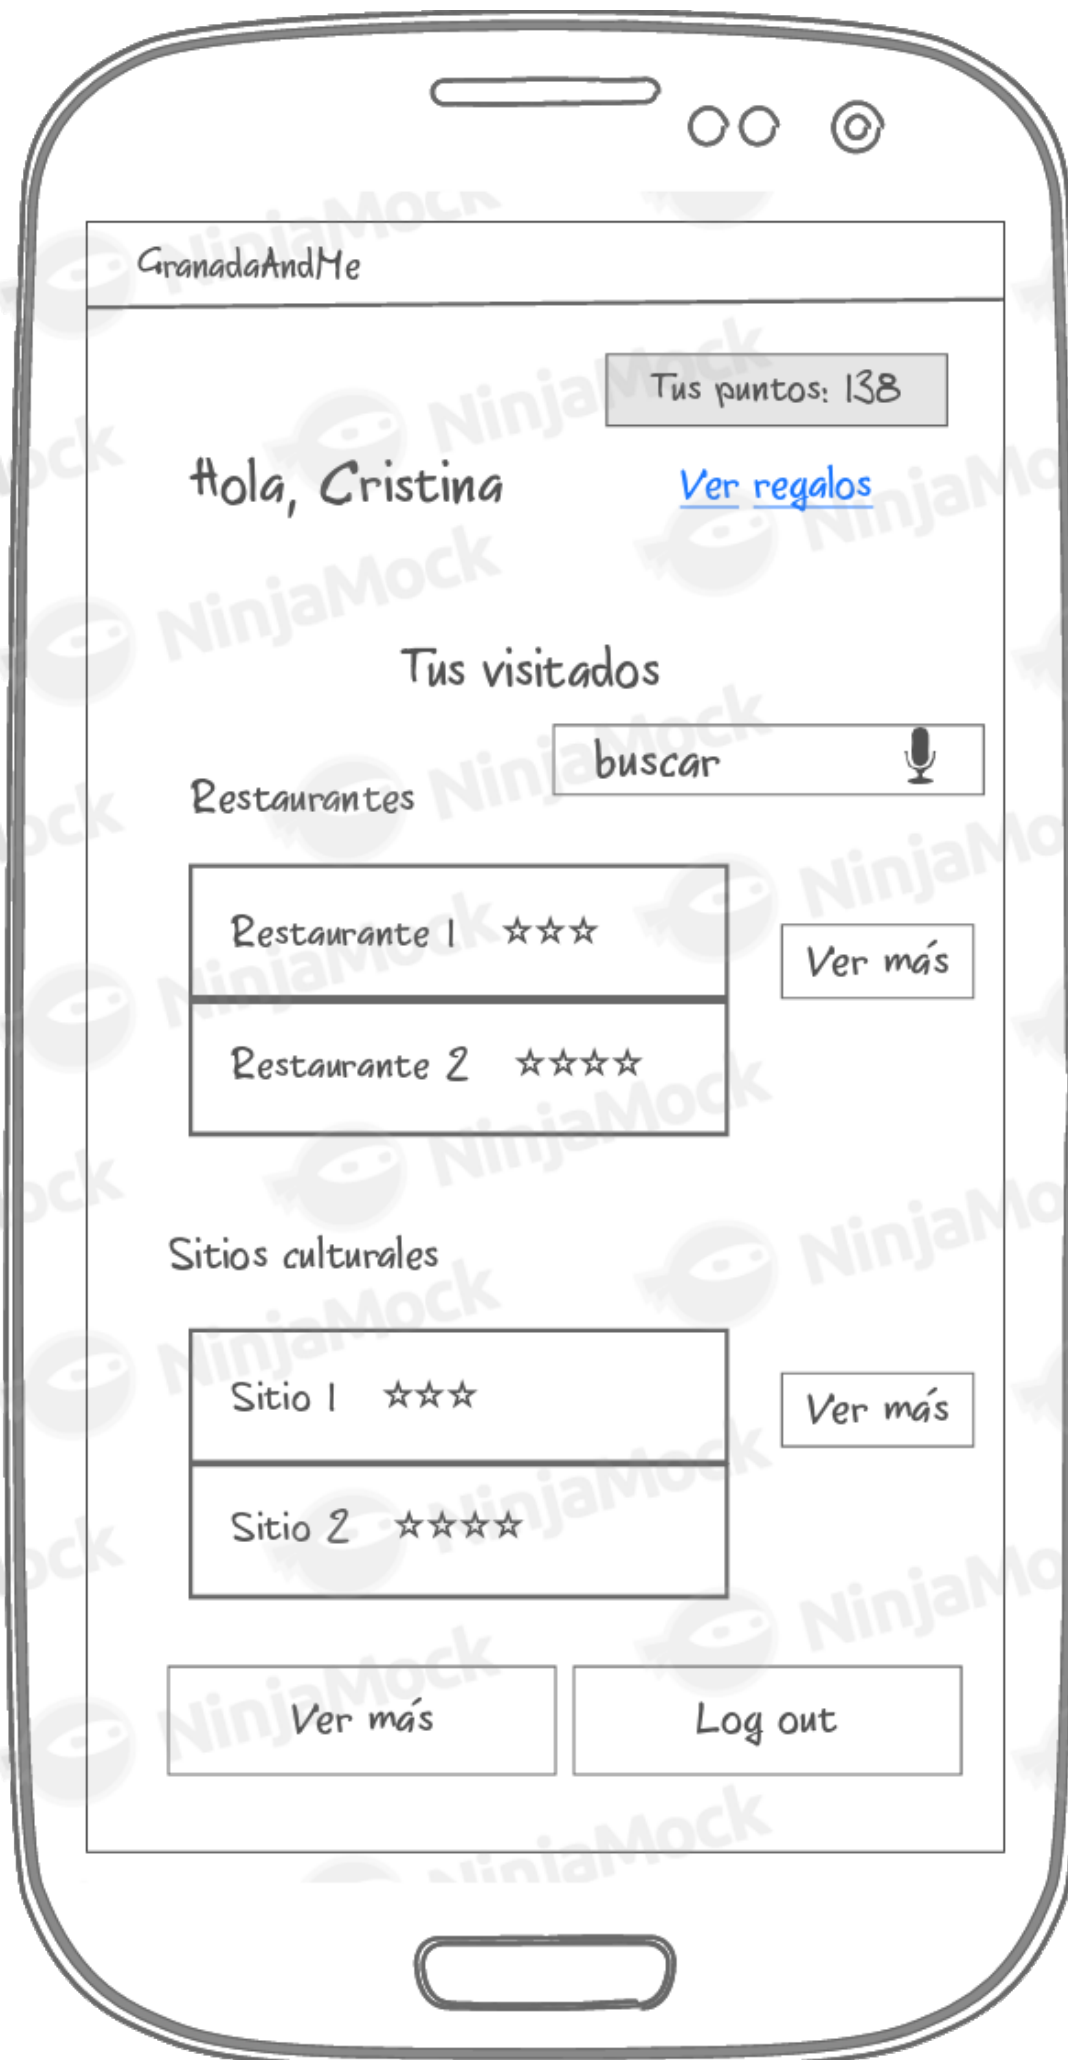 GranadaAndMe
Tus puntos: 138
Hola, Cristina
Ver regalos
Tus visitados
buscar
Restaurantes
Restaurante 1 ☆☆☆
Ver más
Restaurante 2 ☆☆☆☆
Sitios culturales
Sitio 1 ☆☆☆
Ver más
Sitio 2 ☆☆☆☆
Ver más
Log out
NinjaMock